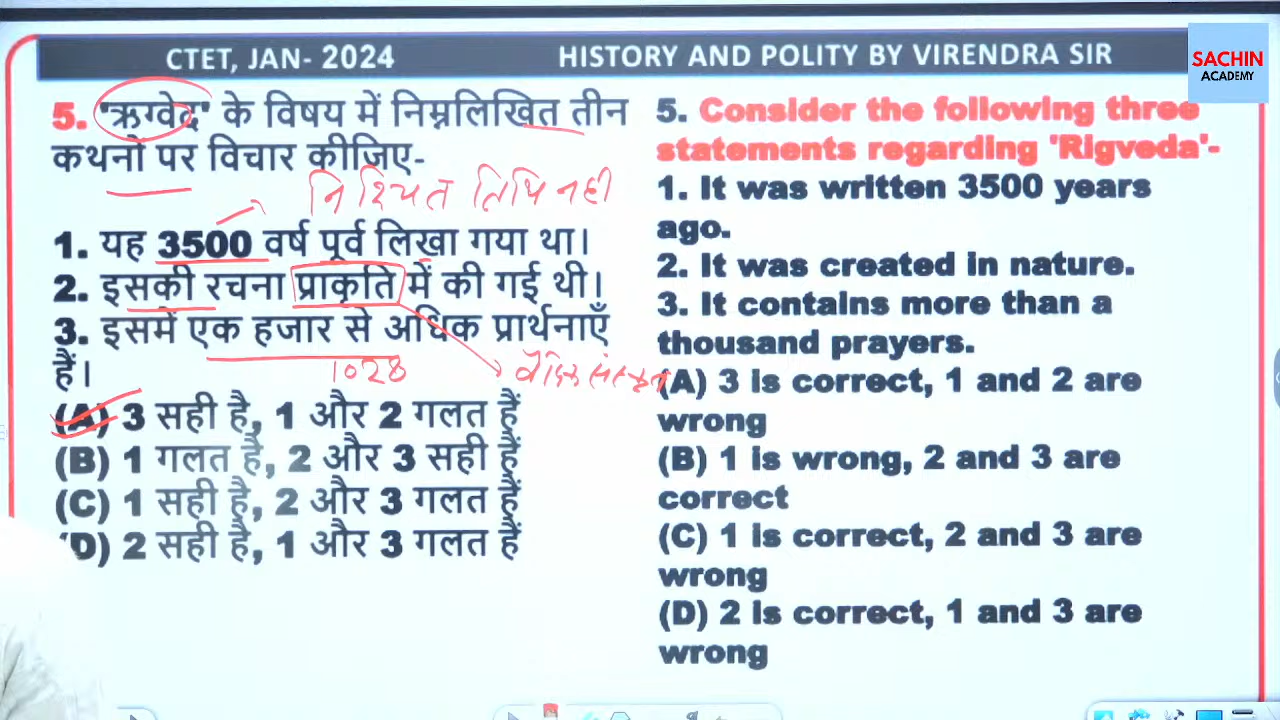 CTET, JAN- 2024
HISTORY AND POLITY BY VIRENDRA SIR
SACHIN
ACADEMY
5. 'ऋग्वेद' के विषय में निम्नलिखित तीन
कथनों पर विचार कीजिए-
निश्चित तिथि नही
1. यह 3500 वर्ष पूर्व लिखा गया था।
2. इसकी रचना प्राकृति में की गई थी।
3. इसमें एक हजार से अधिक प्रार्थनाएँ
हैं।
1028
वैदिक संस्कृत
(A) 3 सही है, 1 और 2 गलत हैं
(B) 1 गलत है, 2 और 3 सही हैं
(C) 1 सही है, 2 और 3 गलत हैं
(D) 2 सही है, 1 और 3 गलत हैं
5. Consider the following three
statements regarding 'Rigveda'-
1. It was written 3500 years
ago.
2. It was created in nature.
3. It contains more than a
thousand prayers.
(A) 3 is correct, 1 and 2 are
wrong
(B) 1 is wrong, 2 and 3 are
correct
(C) 1 is correct, 2 and 3 are
wrong
(D) 2 is correct, 1 and 3 are
wrong